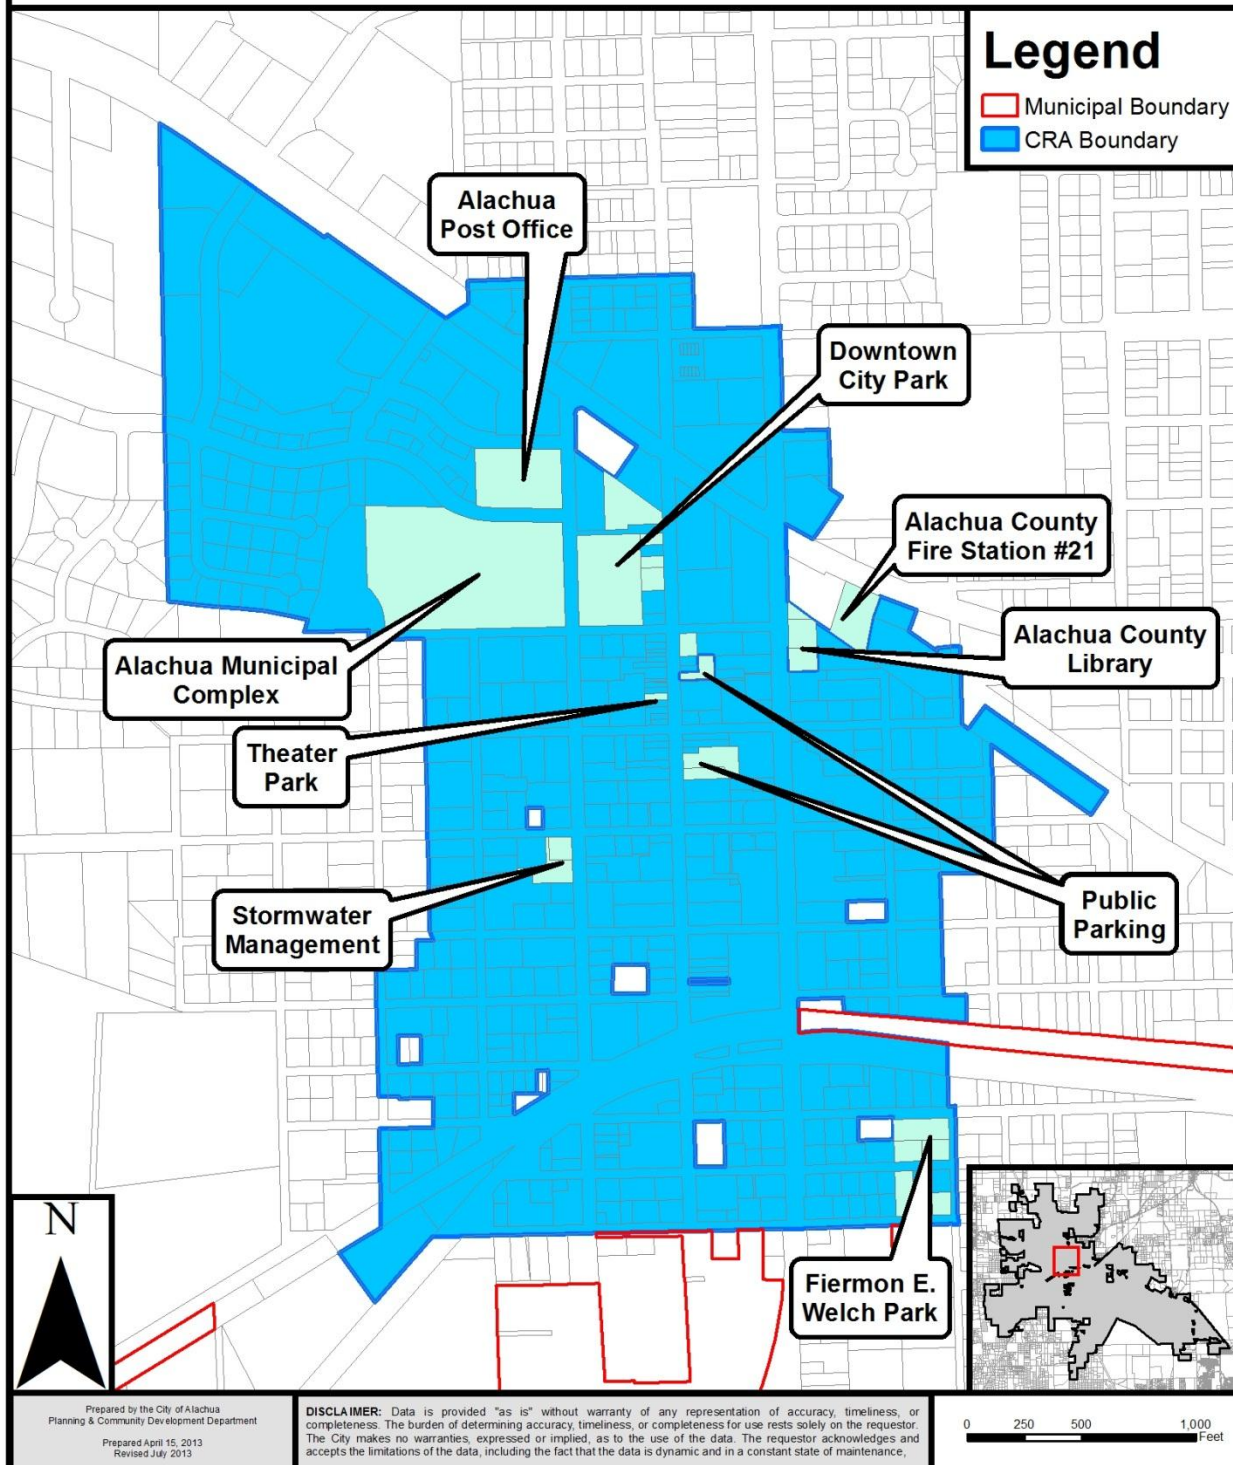 Legend
Municipal Boundary
CRA Boundary
Alachua
Post Office
Downtown
City Park
Alachua County
Fire Station #21
Alachua County
Library
Alachua Municipal
Complex
Theater
Park
Stormwater
Management
Public
Parking
Fiermon E.
Welch Park
N
Prepared by the City of Alachua
Planning & Community Development Department
Prepared April 15, 2013
Revised July 2013
DISCLAIMER: Data is provided "as is" without warranty of any representation of accuracy, timeliness, or
completeness. The burden of determining accuracy, timeliness, or completeness for use rests solely on the requestor.
The City makes no warranties, expressed or implied, as to the use of the data. The requestor acknowledges and
accepts the limitations of the data, including the fact that the data is dynamic and in a constant state of maintenance,
0 250 500 1,000
Feet